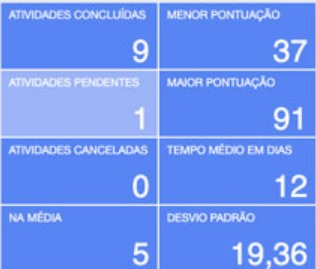 ATIVIDADES CONCLUÍDAS
9
MENOR PONTUAÇÃO
37
ATIVIDADES PENDENTES
1
MAIOR PONTUAÇÃO
91
ATIVIDADES CANCELADAS
0
TEMPO MÉDIO EM DIAS
12
NA MÉDIA
5
DESVIO PADRÃO
19,36